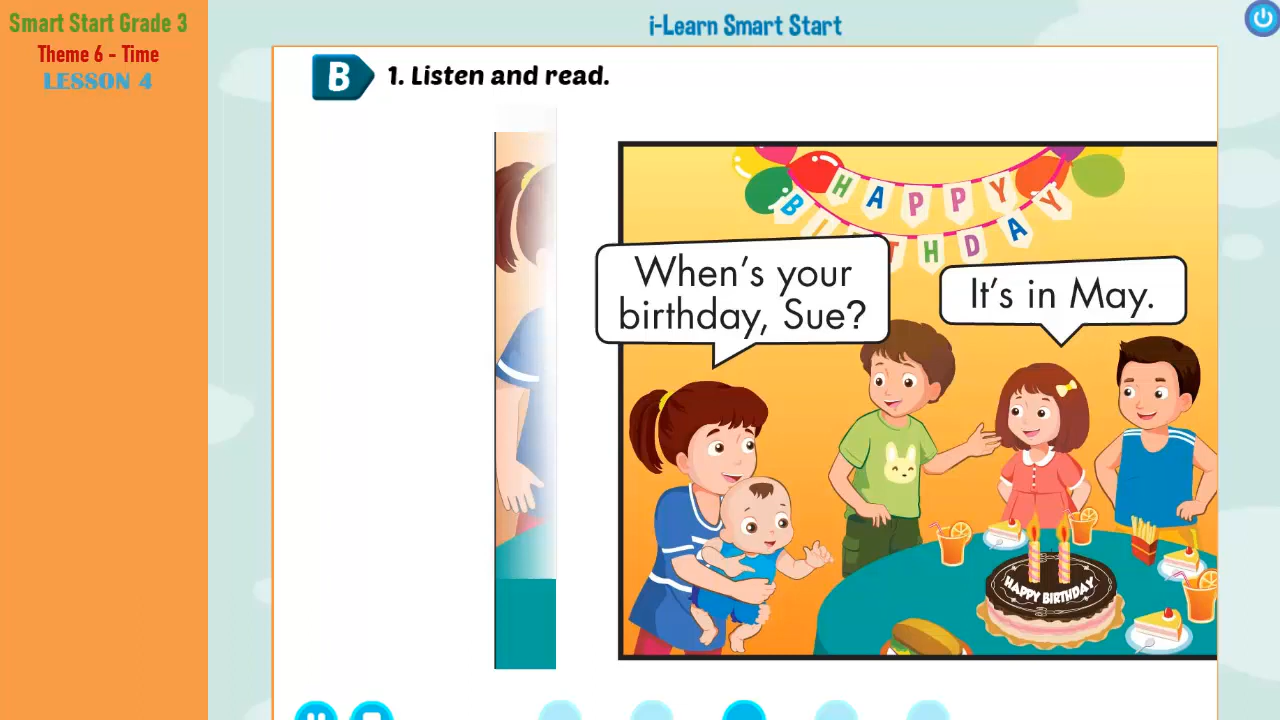 Smart Start Grade 3
Theme 6 - Time
LESSON 4
i-Learn Smart Start
B 1. Listen and read.
HAPPY
BIRTHDAY
When's your
birthday, Sue?
It's in May.
HAPPY BIRTHDAY